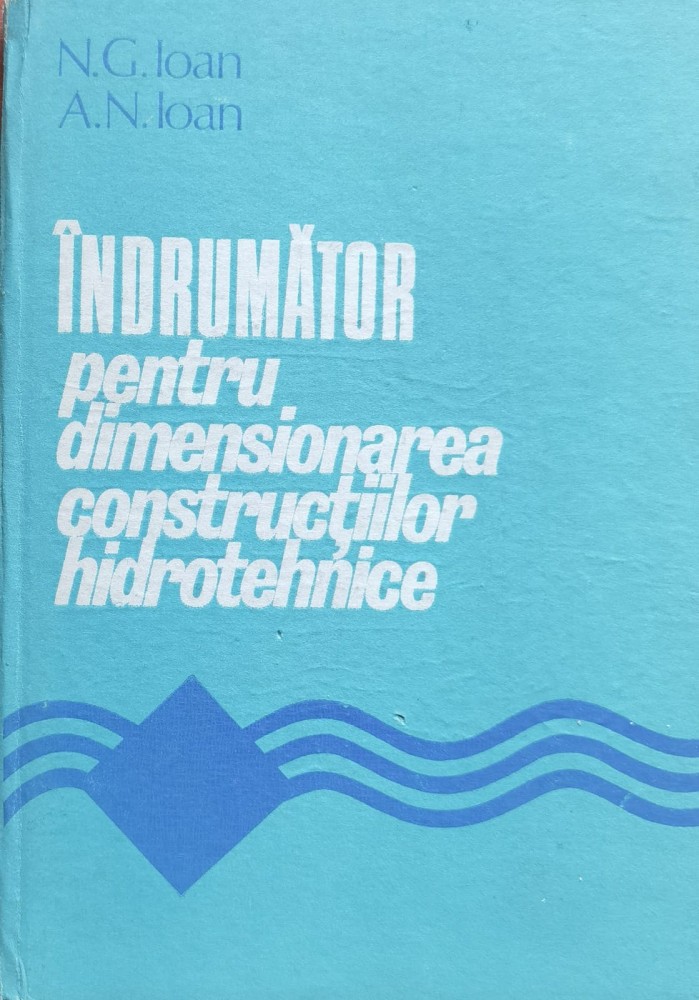 N.G. Ioan
A.N. Ioan
ÎNDRUMĂTOR
pentru
dimensionarea
construcțiilor
hidrotehnice